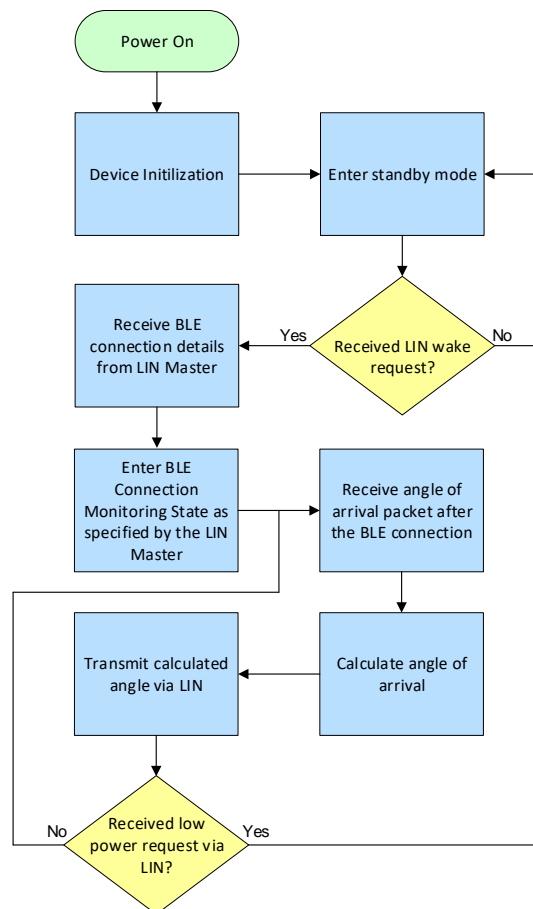 Power On
Device Initilization
Enter standby mode
Receive BLE
connection details
from LIN Master
Yes
Received LIN wake
request?
No
Enter BLE
Connection
Monitoring State as
specified by the LIN
Master
Receive angle of
arrival packet after
the BLE connection
Transmit calculated
angle via LIN
Calculate angle of
arrival
No
Received low
power request via
LIN?
Yes